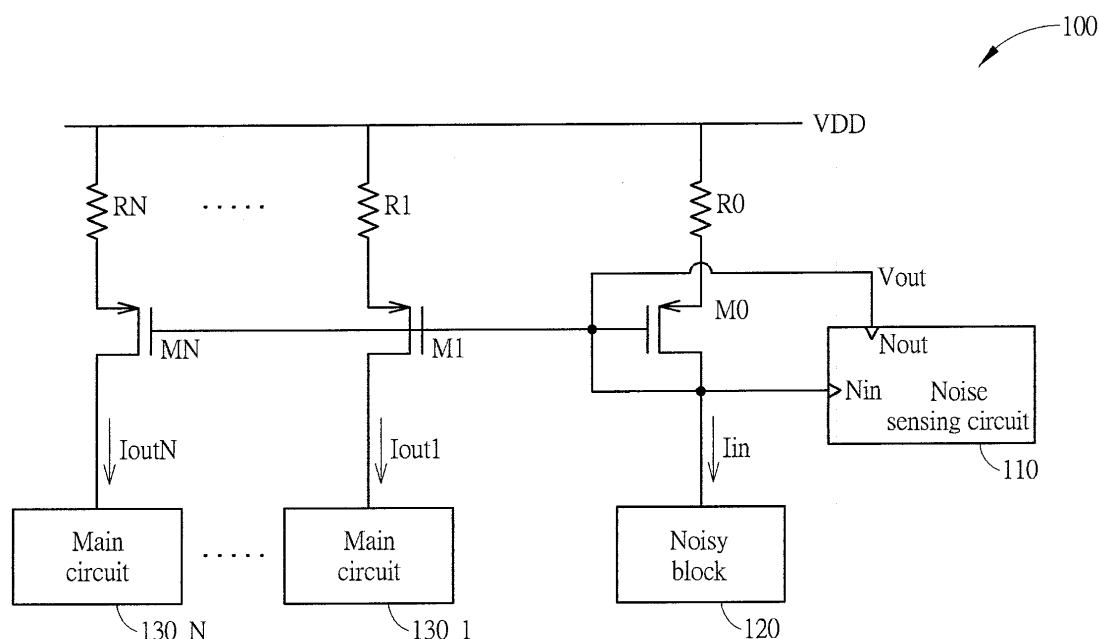 100
VDD
RN
.....
R1
R0
Vout
M0
MN
M1
Nout
Nin
Noise
sensing circuit
IoutN
Iout1
Iin
110
Main
circuit
.....
Main
circuit
Noisy
block
130_N
130_1
120